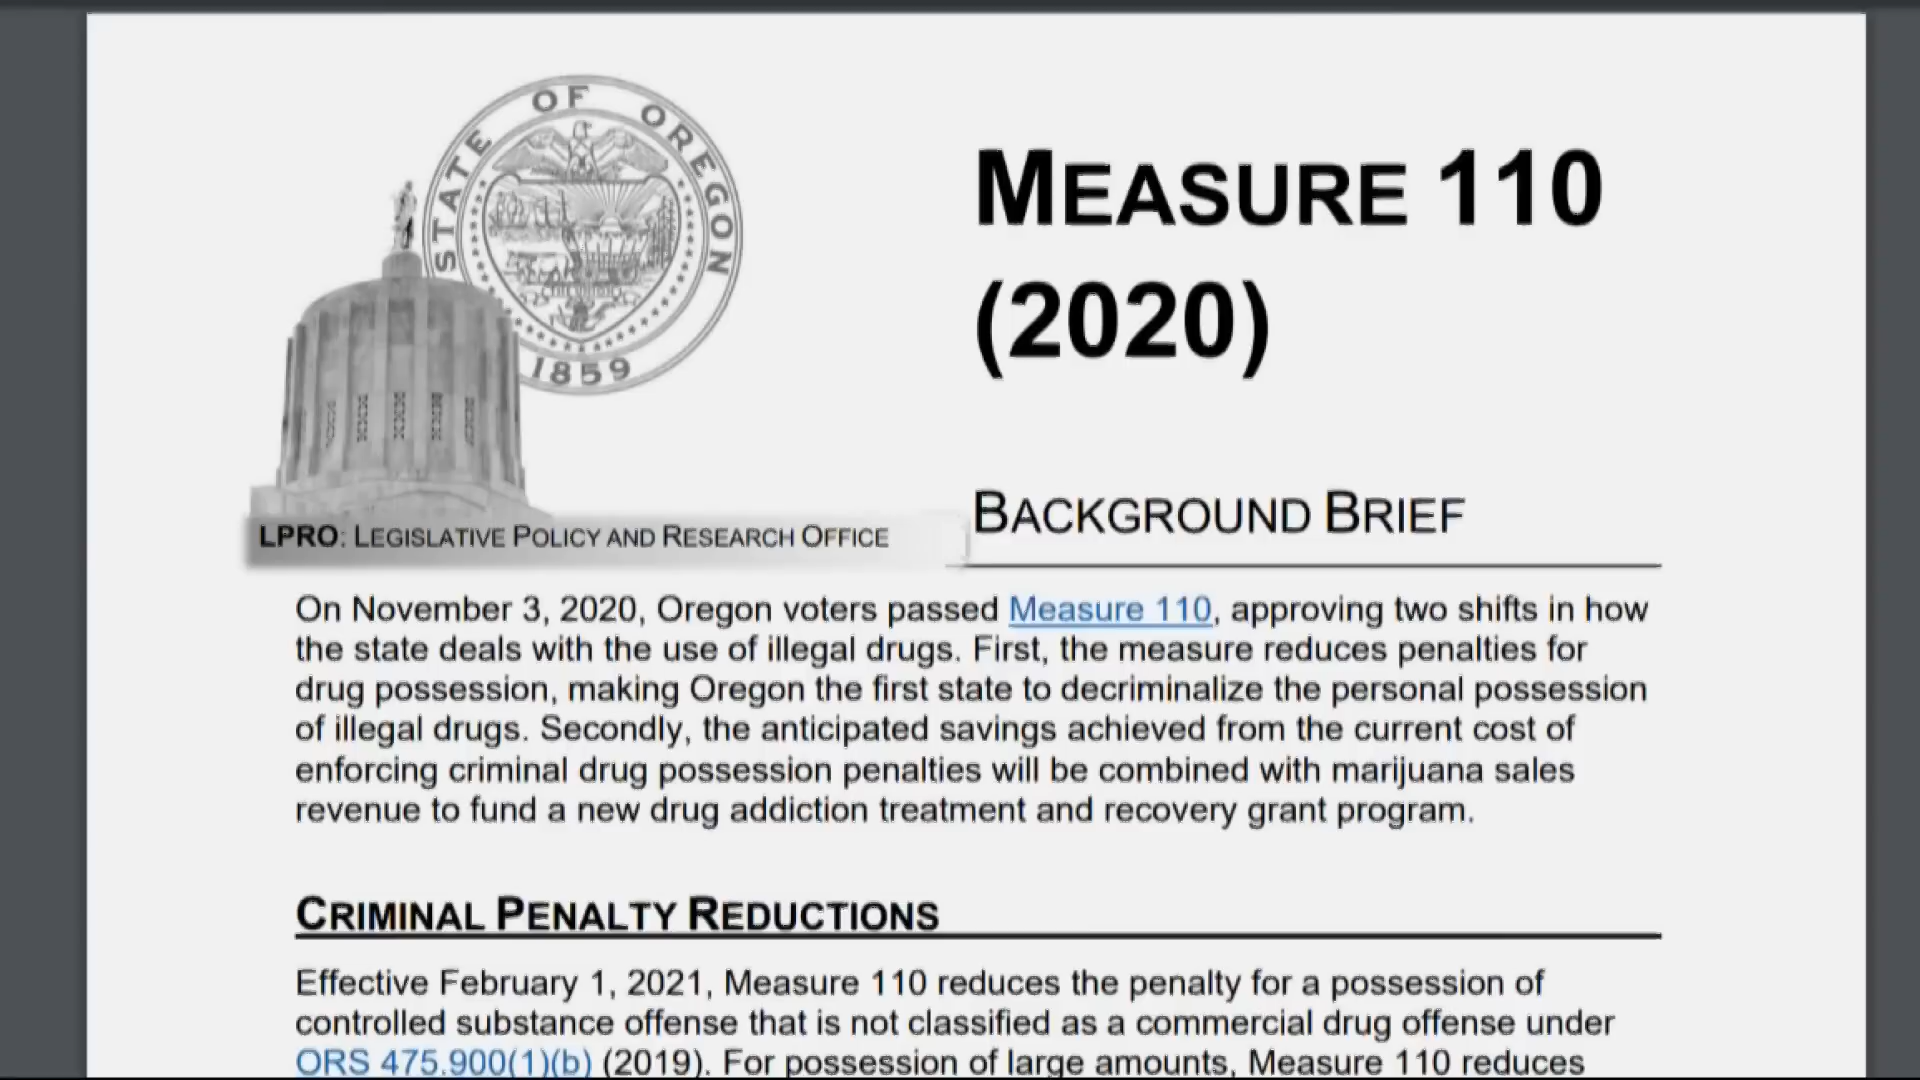 STATE OF OREGON
1859
MEASURE 110
(2020)
BACKGROUND BRIEF
LPRO: LEGISLATIVE POLICY AND RESEARCH OFFICE
On November 3, 2020, Oregon voters passed Measure 110, approving two shifts in how
the state deals with the use of illegal drugs. First, the measure reduces penalties for
drug possession, making Oregon the first state to decriminalize the personal possession
of illegal drugs. Secondly, the anticipated savings achieved from the current cost of
enforcing criminal drug possession penalties will be combined with marijuana sales
revenue to fund a new drug addiction treatment and recovery grant program.
CRIMINAL PENALTY REDUCTIONS
Effective February 1, 2021, Measure 110 reduces the penalty for a possession of
controlled substance offense that is not classified as a commercial drug offense under
ORS 475.900(1)(b) (2019). For possession of large amounts, Measure 110 reduces